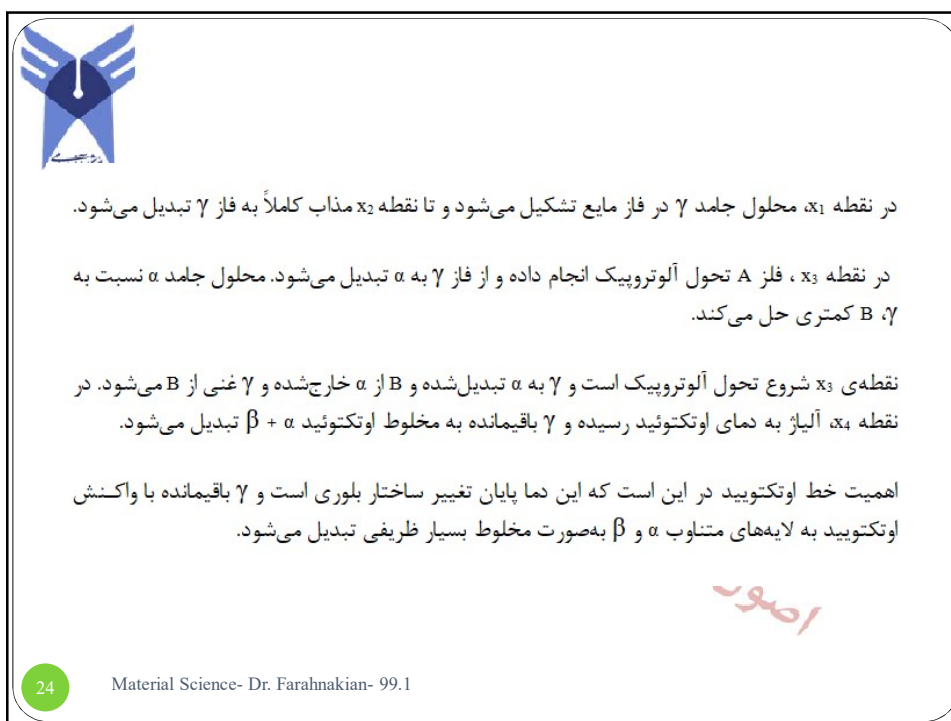 در نقطه x₁، محلول جامد γ در فاز مایع تشکیل می‌شود و تا نقطه x₂ مذاب کاملاً به فاز γ تبدیل می‌شود.
در نقطه x₃ ، فلز A تحول آلوتروپیک انجام داده و از فاز γ به α تبدیل می‌شود. محلول جامد α نسبت به
γ، B کمتری حل می‌کند.
نقطه‌ی x₃ شروع تحول آلوتروپیک است و γ به α تبدیل‌شده و B از α خارج‌شده و γ غنی از B می‌شود. در
نقطه x₄، آلیاژ به دمای اوتکتوئید رسیده و γ باقیمانده به مخلوط اوتکتوئید β + α تبدیل می‌شود.
اهمیت خط اوتکتویید در این است که این دما پایان تغییر ساختار بلوری است و γ باقیمانده با واکنش
اوتکتویید به لایه‌های متناوب α و β به‌صورت مخلوط بسیار ظریفی تبدیل می‌شود.
24 Material Science- Dr. Farahnakian- 99.1